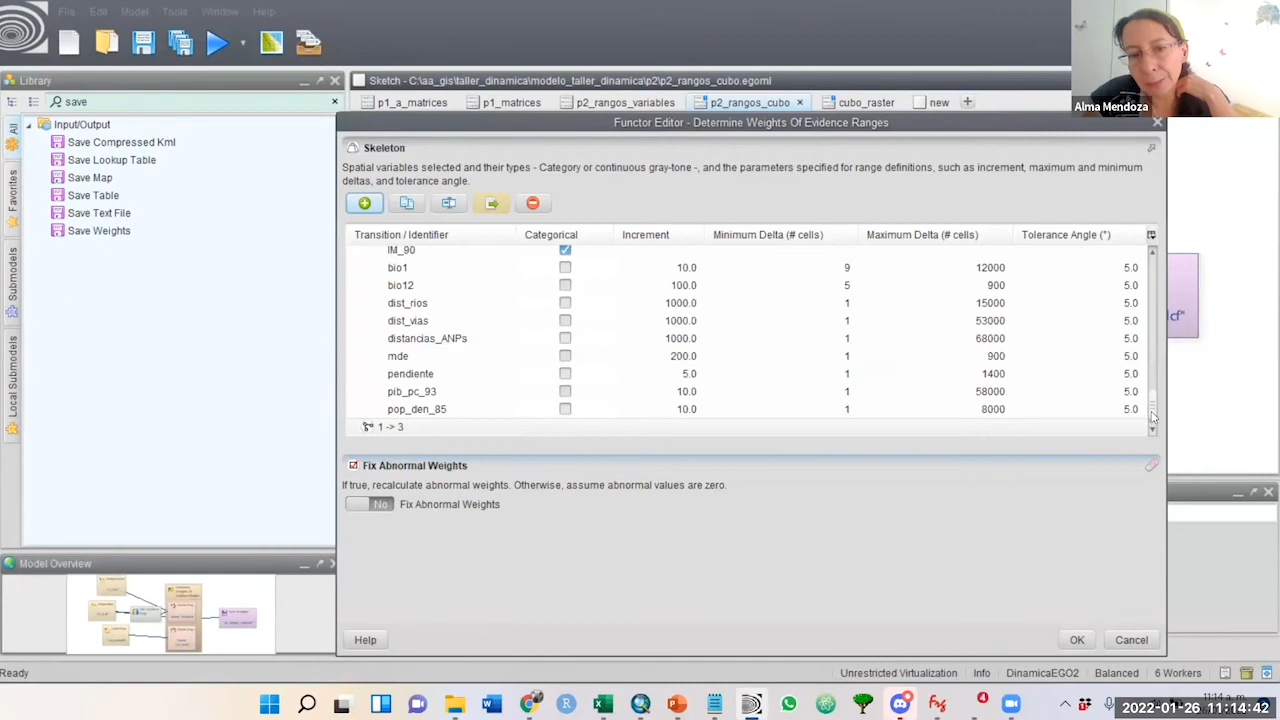 File Edit Model Tools Window Help
Library
Sketch - C:\aa_gis\taller_dinamica\modelo_taller_dinamica\p2\p2_rangos_cubo.egoml
save
p1_a_matrices p1_matrices p2_rangos_variables p2_rangos_cubo cubo_raster new
Alma Mendoza
All
Favorites
Submodels
Local Submodels
Input/Output
Save Compressed Kml
Save Lookup Table
Save Map
Save Table
Save Text File
Save Weights
Functor Editor - Determine Weights Of Evidence Ranges
Skeleton
Spatial variables selected and their types - Category or continuous gray-tone -, and the parameters specified for range definitions, such as increment, maximum and minimum
deltas, and tolerance angle.
Transition / Identifier Categorical Increment Minimum Delta (# cells) Maximum Delta (# cells) Tolerance Angle (°)
IM_90
bio1 10.0 9 12000 5.0
bio12 100.0 5 900 5.0
dist_rios 1000.0 1 15000 5.0
dist_vias 1000.0 1 53000 5.0
distancias_ANPs 1000.0 1 68000 5.0
mde 200.0 1 900 5.0
pendiente 5.0 1 1400 5.0
pib_pc_93 10.0 1 58000 5.0
pop_den_85 10.0 1 8000 5.0
1 -> 3
Fix Abnormal Weights
If true, recalculate abnormal weights. Otherwise, assume abnormal values are zero.
No Fix Abnormal Weights
Help OK Cancel
cf"
Model Overview
Ready Unrestricted Virtualization Info DinamicaEGO2 Balanced 6 Workers
11:14 a. m.
2022-01-26 11:14:42